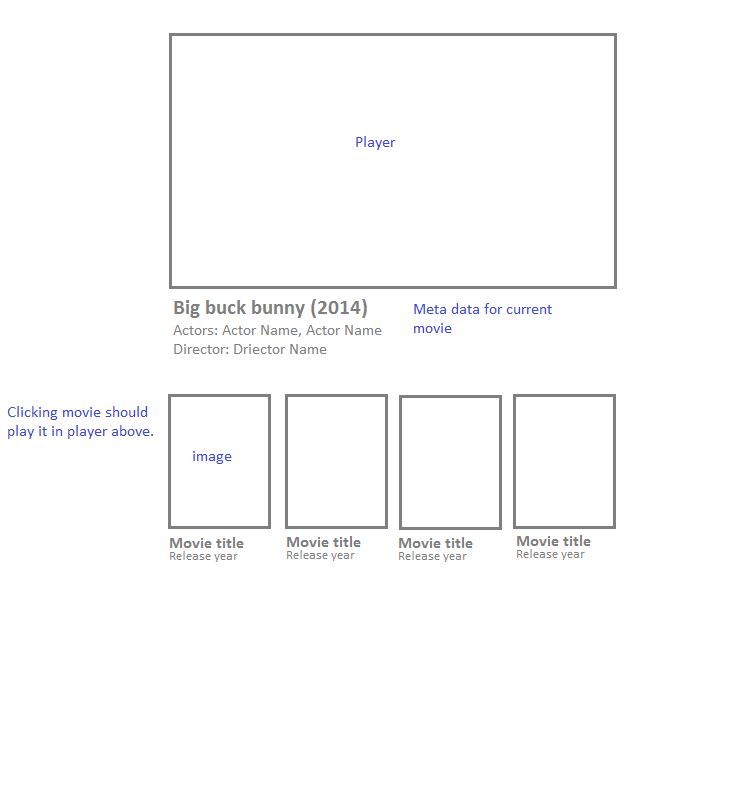 Player
Big buck bunny (2014)
Actors: Actor Name, Actor Name
Director: Driector Name
Meta data for current
movie
Clicking movie should
play it in player above.
image
Movie title
Release year
Movie title
Release year
Movie title
Release year
Movie title
Release year